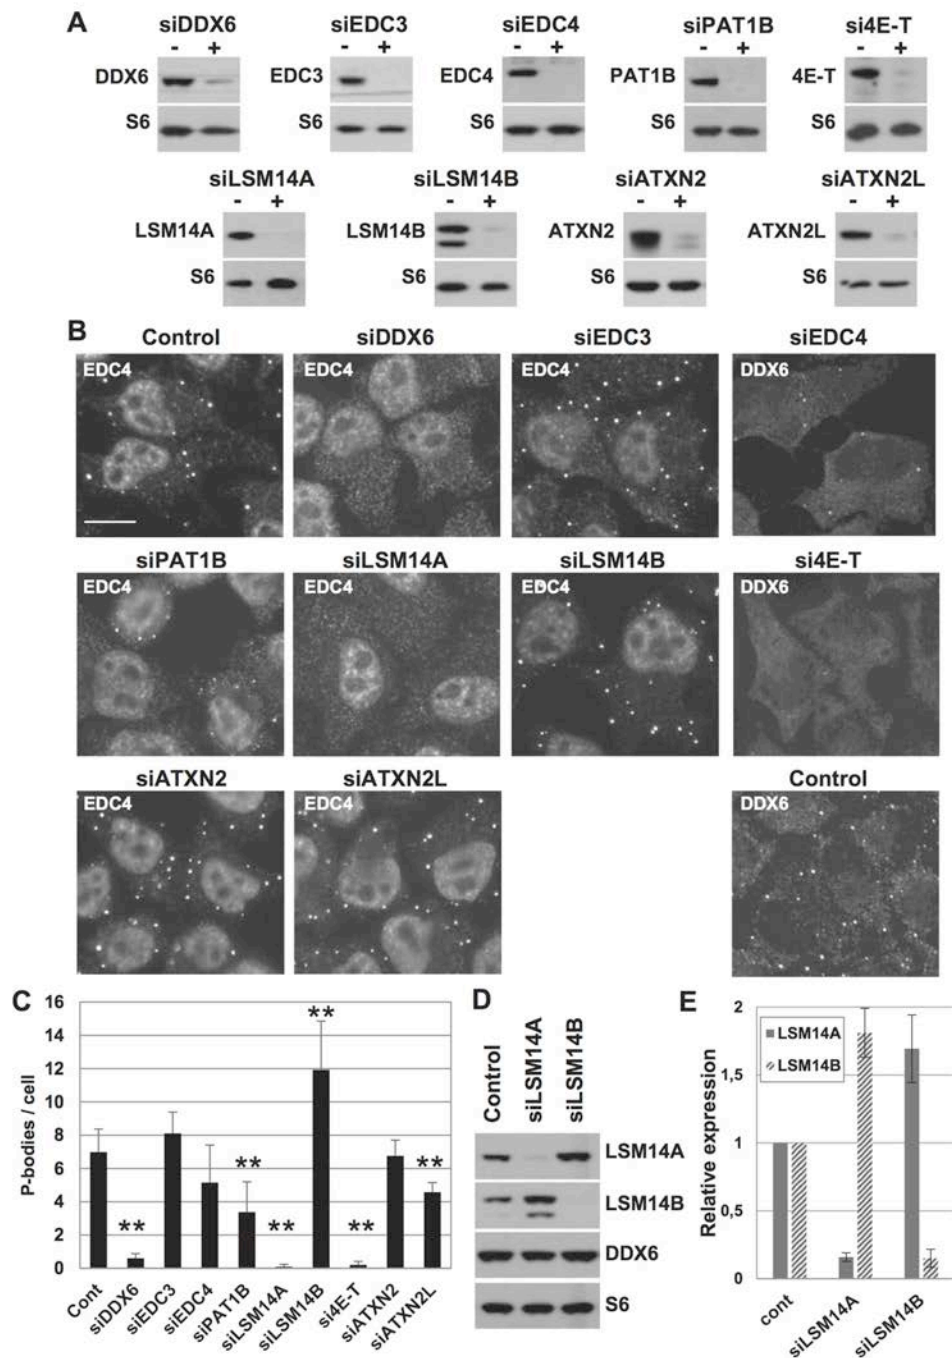 A
siDDX6 siEDC3 siEDC4 siPAT1B si4E-T
- + - + - + - + - +
DDX6 EDC3 EDC4 PAT1B 4E-T
S6 S6 S6 S6 S6
siLSM14A siLSM14B siATXN2 siATXN2L
- + - + - + - +
LSM14A LSM14B ATXN2 ATXN2L
S6 S6 S6 S6
B
Control siDDX6 siEDC3 siEDC4
EDC4 EDC4 EDC4 DDX6
siPAT1B siLSM14A siLSM14B si4E-T
EDC4 EDC4 EDC4 DDX6
siATXN2 siATXN2L Control
EDC4 EDC4 DDX6
C
P-bodies / cell
16
14
12
10
8
6
4
2
0
** ** ** ** ** **
Cont siDDX6 siEDC3 siEDC4 siPAT1B siLSM14A siLSM14B si4E-T siATXN2 siATXN2L
D
Control siLSM14A siLSM14B
LSM14A
LSM14B
DDX6
S6
E
Relative expression
2
1,5
1
0,5
0
LSM14A
LSM14B
cont siLSM14A siLSM14B